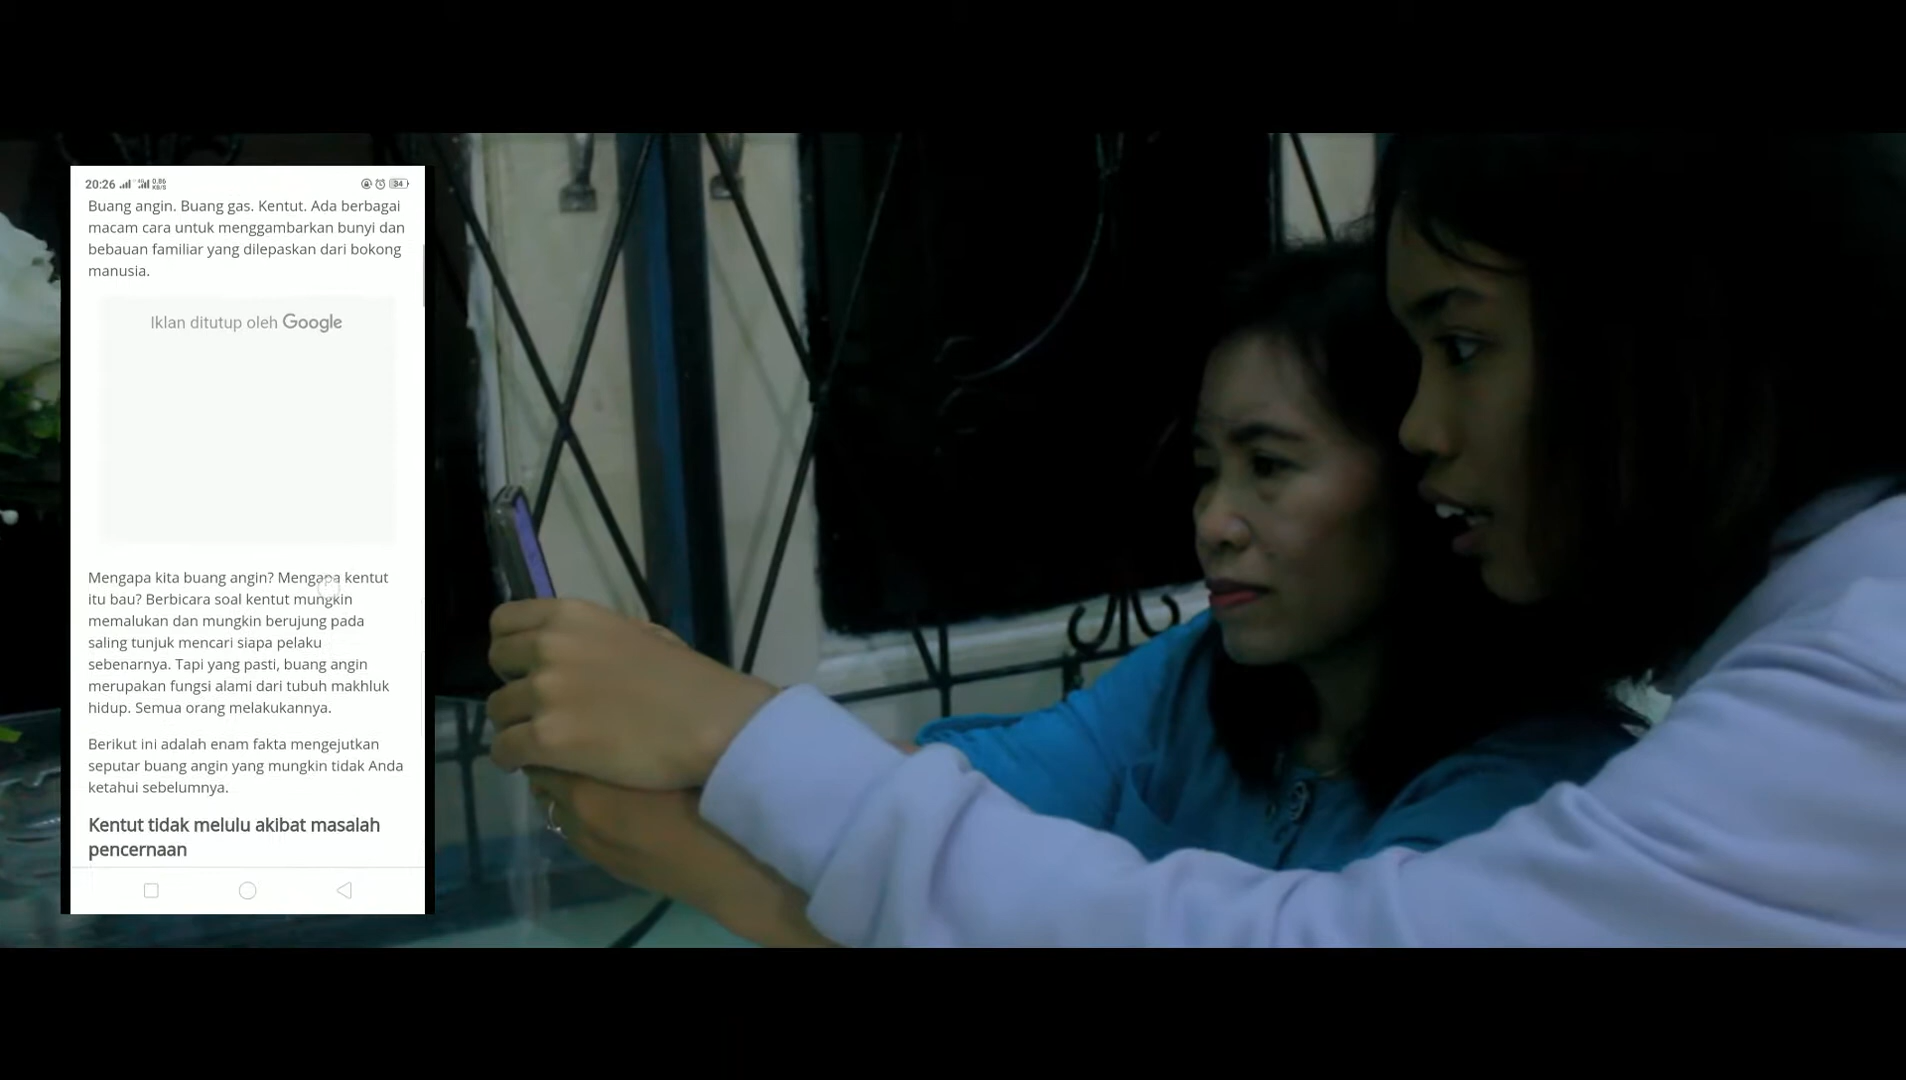 20:26
0.86
KB/S
34
Buang angin. Buang gas. Kentut. Ada berbagai
macam cara untuk menggambarkan bunyi dan
bebauan familiar yang dilepaskan dari bokong
manusia.
Iklan ditutup oleh Google
Mengapa kita buang angin? Mengapa kentut
itu bau? Berbicara soal kentut mungkin
memalukan dan mungkin berujung pada
saling tunjuk mencari siapa pelaku
sebenarnya. Tapi yang pasti, buang angin
merupakan fungsi alami dari tubuh makhluk
hidup. Semua orang melakukannya.
Berikut ini adalah enam fakta mengejutkan
seputar buang angin yang mungkin tidak Anda
ketahui sebelumnya.
Kentut tidak melulu akibat masalah
pencernaan